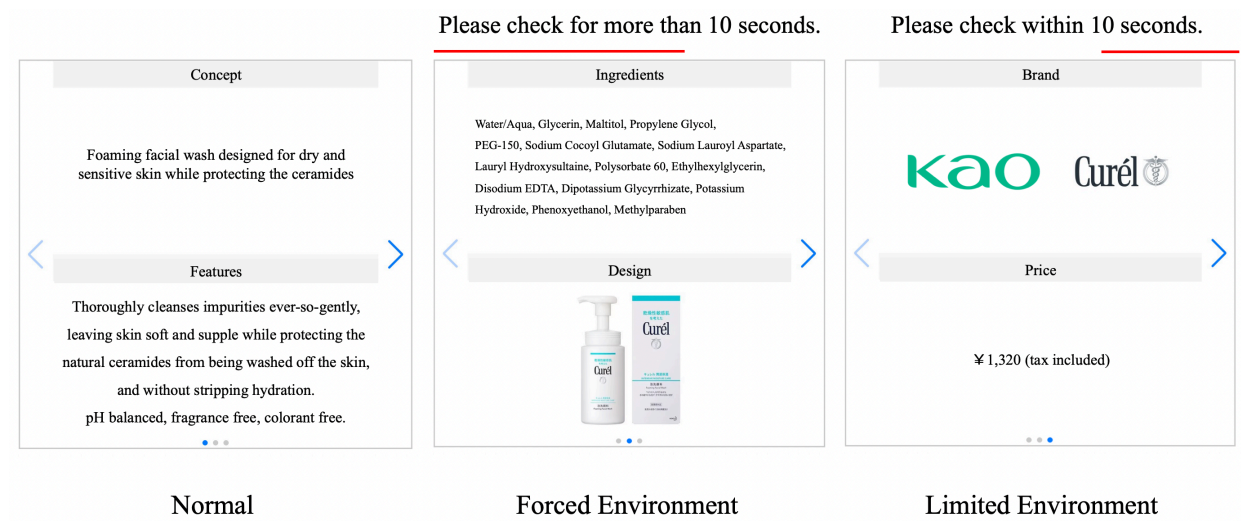 Please check for more than 10 seconds.
Please check within 10 seconds.
Concept
Foaming facial wash designed for dry and
sensitive skin while protecting the ceramides
Features
Thoroughly cleanses impurities ever-so-gently,
leaving skin soft and supple while protecting the
natural ceramides from being washed off the skin,
and without stripping hydration.
pH balanced, fragrance free, colorant free.
Ingredients
Water/Aqua, Glycerin, Maltitol, Propylene Glycol,
PEG-150, Sodium Cocoyl Glutamate, Sodium Lauroyl Aspartate,
Lauryl Hydroxysultaine, Polysorbate 60, Ethylhexylglycerin,
Disodium EDTA, Dipotassium Glycyrrhizate, Potassium
Hydroxide, Phenoxyethanol, Methylparaben
Design
Curél
Curél
Brand
Kao
Curél
Price
￥1,320 (tax included)
Normal
Forced Environment
Limited Environment